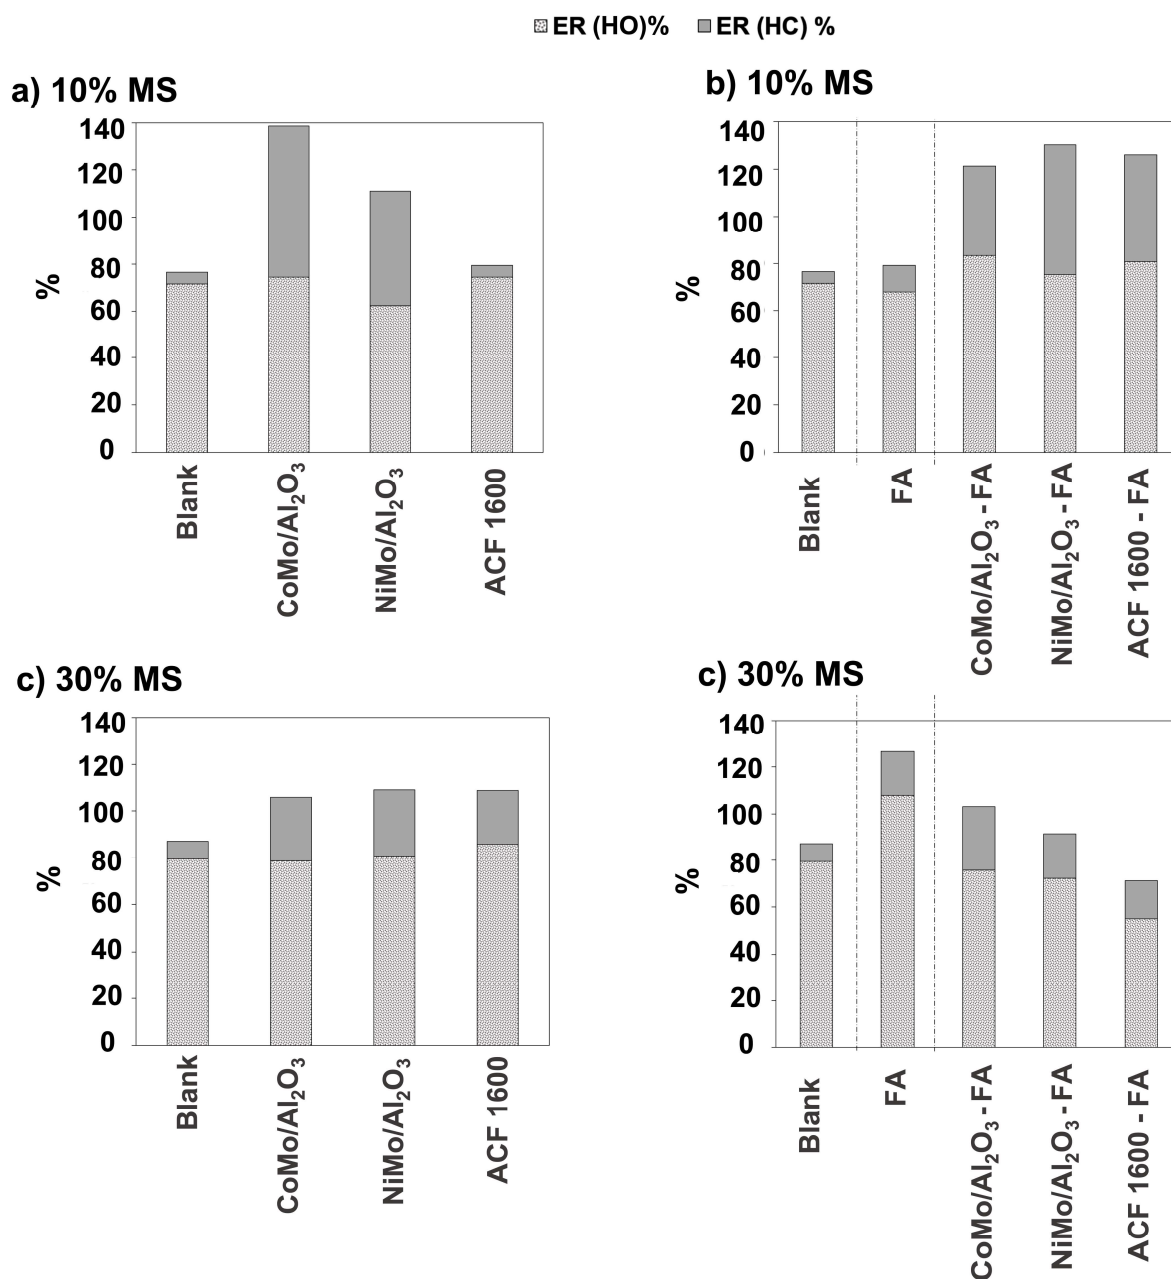 ER (HO)% ER (HC) %
a) 10% MS
140
120
100
80
60
40
20
0
%
Blank
CoMo/Al2O3
NiMo/Al2O3
ACF 1600
b) 10% MS
140
120
100
80
60
40
20
0
%
Blank
FA
CoMo/Al2O3 - FA
NiMo/Al2O3 - FA
ACF 1600 - FA
c) 30% MS
140
120
100
80
60
40
20
0
%
Blank
CoMo/Al2O3
NiMo/Al2O3
ACF 1600
c) 30% MS
140
120
100
80
60
40
20
0
%
Blank
FA
CoMo/Al2O3 - FA
NiMo/Al2O3 - FA
ACF 1600 - FA